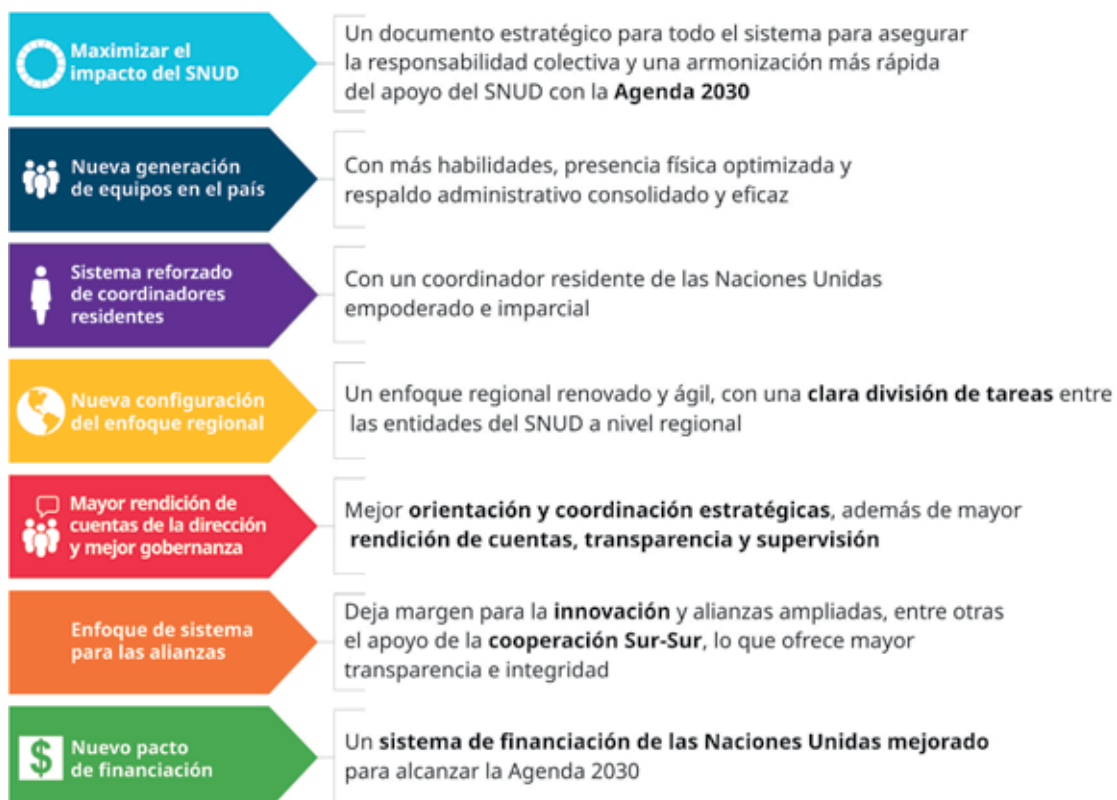 Maximizar el
impacto del SNUD
Un documento estratégico para todo el sistema para asegurar
la responsabilidad colectiva y una armonización más rápida
del apoyo del SNUD con la Agenda 2030
Nueva generación
de equipos en el país
Con más habilidades, presencia física optimizada y
respaldo administrativo consolidado y eficaz
Sistema reforzado
de coordinadores
residentes
Con un coordinador residente de las Naciones Unidas
empoderado e imparcial
Nueva configuración
del enfoque regional
Un enfoque regional renovado y ágil, con una clara división de tareas entre
las entidades del SNUD a nivel regional
Mayor rendición de
cuentas de la dirección
y mejor gobernanza
Mejor orientación y coordinación estratégicas, además de mayor
rendición de cuentas, transparencia y supervisión
Enfoque de sistema
para las alianzas
Deja margen para la innovación y alianzas ampliadas, entre otras
el apoyo de la cooperación Sur-Sur, lo que ofrece mayor
transparencia e integridad
$
Nuevo pacto
de financiación
Un sistema de financiación de las Naciones Unidas mejorado
para alcanzar la Agenda 2030